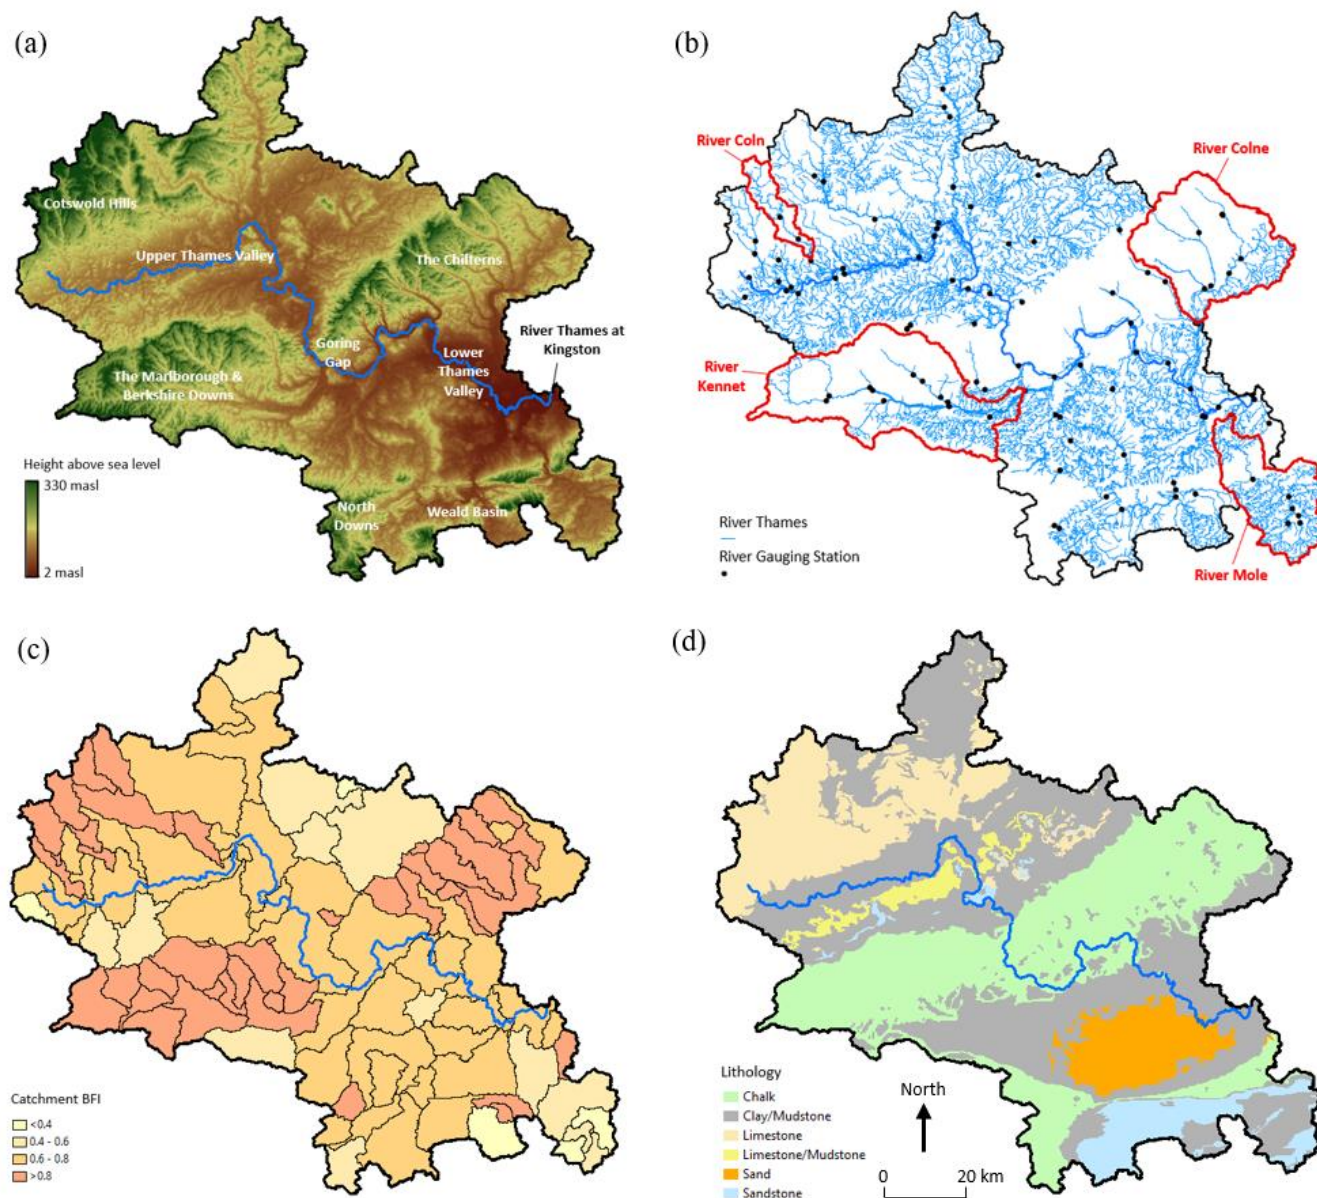 (a)
Cotswold Hills
Upper Thames Valley
The Chilterns
River Thames at
Kingston
Goring
Gap
Lower
Thames
Valley
The Marlborough &
Berkshire Downs
North
Downs
Weald Basin
Height above sea level
330 masl
2 masl
(b)
River Coln
River Colne
River
Kennet
River Mole
River Thames
River Gauging Station
(c)
Catchment BFI
<0.4
0.4 - 0.6
0.6 - 0.8
>0.8
(d)
Lithology
Chalk
Clay/Mudstone
Limestone
Limestone/Mudstone
Sand
Sandstone
North
0
20 km